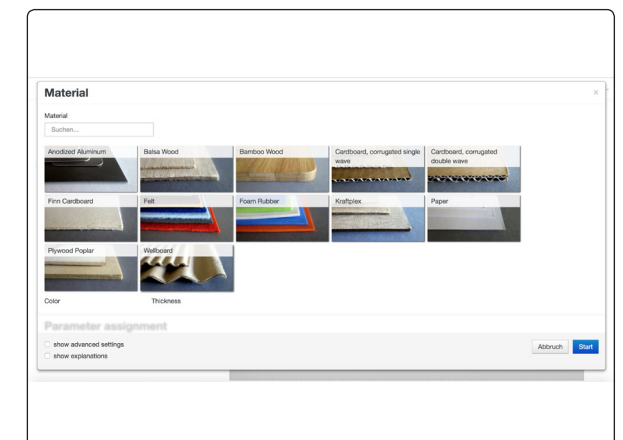 Material
×
Material
Suchen...
Anodized Aluminum
Balsa Wood
Bamboo Wood
Cardboard, corrugated single
wave
Cardboard, corrugated
double wave
Finn Cardboard
Felt
Foam Rubber
Kraftplex
Paper
Plywood Poplar
Wellboard
Color
Thickness
Parameter assignment
show advanced settings
show explanations
Abbruch
Start